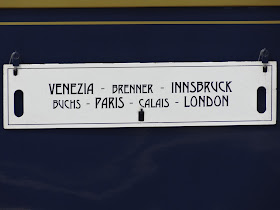 VENEZIA - BRENNER - INNSBRUCK
BUCHS - PARIS - CALAIS - LONDON